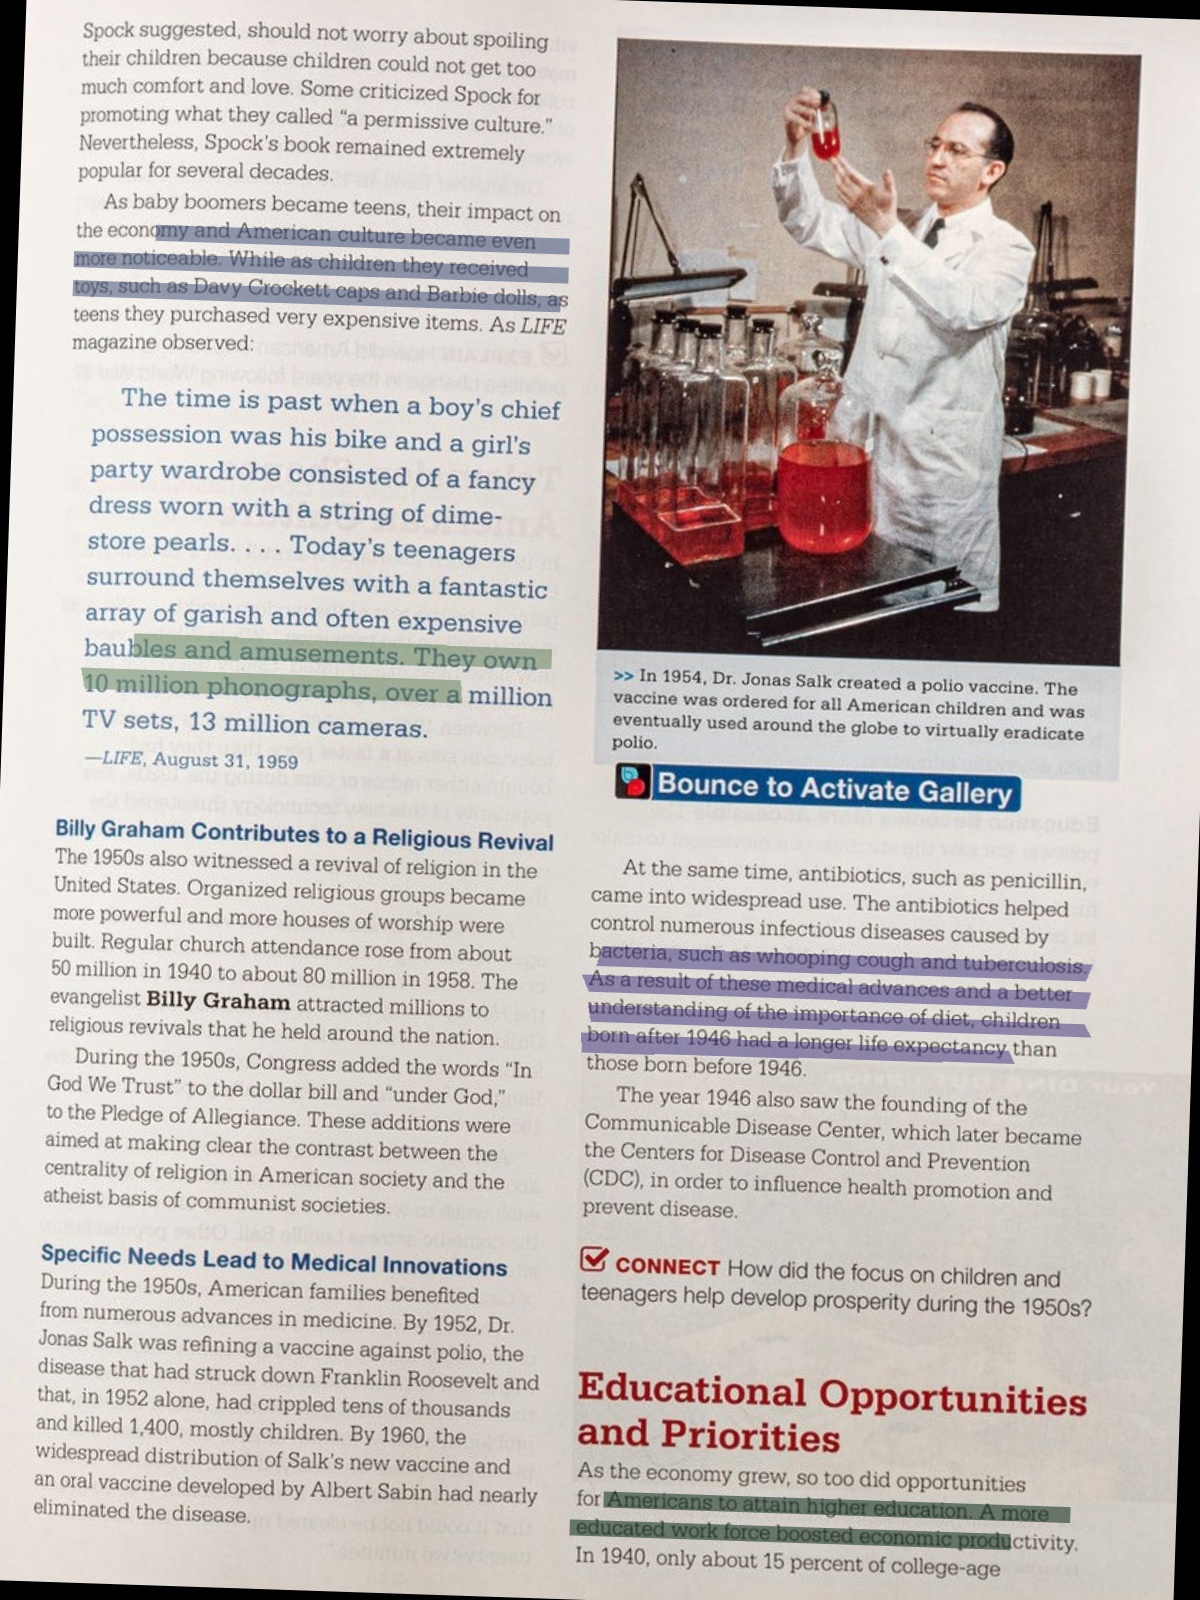 Spock suggested, should not worry about spoiling
their children because children could not get too
much comfort and love. Some criticized Spock for
promoting what they called “a permissive culture.”
Nevertheless, Spock’s book remained extremely
popular for several decades.
As baby boomers became teens, their impact on
the economy and American culture became even
more noticeable. While as children they received
toys, such as Davy Crockett caps and Barbie dolls, as
teens they purchased very expensive items. As LIFE
magazine observed:
The time is past when a boy’s chief
possession was his bike and a girl’s
party wardrobe consisted of a fancy
dress worn with a string of dime-
store pearls. . . . Today’s teenagers
surround themselves with a fantastic
array of garish and often expensive
baubles and amusements. They own
10 million phonographs, over a million
TV sets, 13 million cameras.
—LIFE, August 31, 1959
Billy Graham Contributes to a Religious Revival
The 1950s also witnessed a revival of religion in the
United States. Organized religious groups became
more powerful and more houses of worship were
built. Regular church attendance rose from about
50 million in 1940 to about 80 million in 1958. The
evangelist Billy Graham attracted millions to
religious revivals that he held around the nation.
During the 1950s, Congress added the words “In
God We Trust” to the dollar bill and “under God,”
to the Pledge of Allegiance. These additions were
aimed at making clear the contrast between the
centrality of religion in American society and the
atheist basis of communist societies.
Specific Needs Lead to Medical Innovations
During the 1950s, American families benefited
from numerous advances in medicine. By 1952, Dr.
Jonas Salk was refining a vaccine against polio, the
disease that had struck down Franklin Roosevelt and
that, in 1952 alone, had crippled tens of thousands
and killed 1,400, mostly children. By 1960, the
widespread distribution of Salk’s new vaccine and
an oral vaccine developed by Albert Sabin had nearly
eliminated the disease.
>> In 1954, Dr. Jonas Salk created a polio vaccine. The
vaccine was ordered for all American children and was
eventually used around the globe to virtually eradicate
polio.
Bounce to Activate Gallery
At the same time, antibiotics, such as penicillin,
came into widespread use. The antibiotics helped
control numerous infectious diseases caused by
bacteria, such as whooping cough and tuberculosis.
As a result of these medical advances and a better
understanding of the importance of diet, children
born after 1946 had a longer life expectancy than
those born before 1946.
The year 1946 also saw the founding of the
Communicable Disease Center, which later became
the Centers for Disease Control and Prevention
(CDC), in order to influence health promotion and
prevent disease.
CONNECT How did the focus on children and
teenagers help develop prosperity during the 1950s?
Educational Opportunities
and Priorities
As the economy grew, so too did opportunities
for Americans to attain higher education. A more
educated work force boosted economic productivity.
In 1940, only about 15 percent of college-age